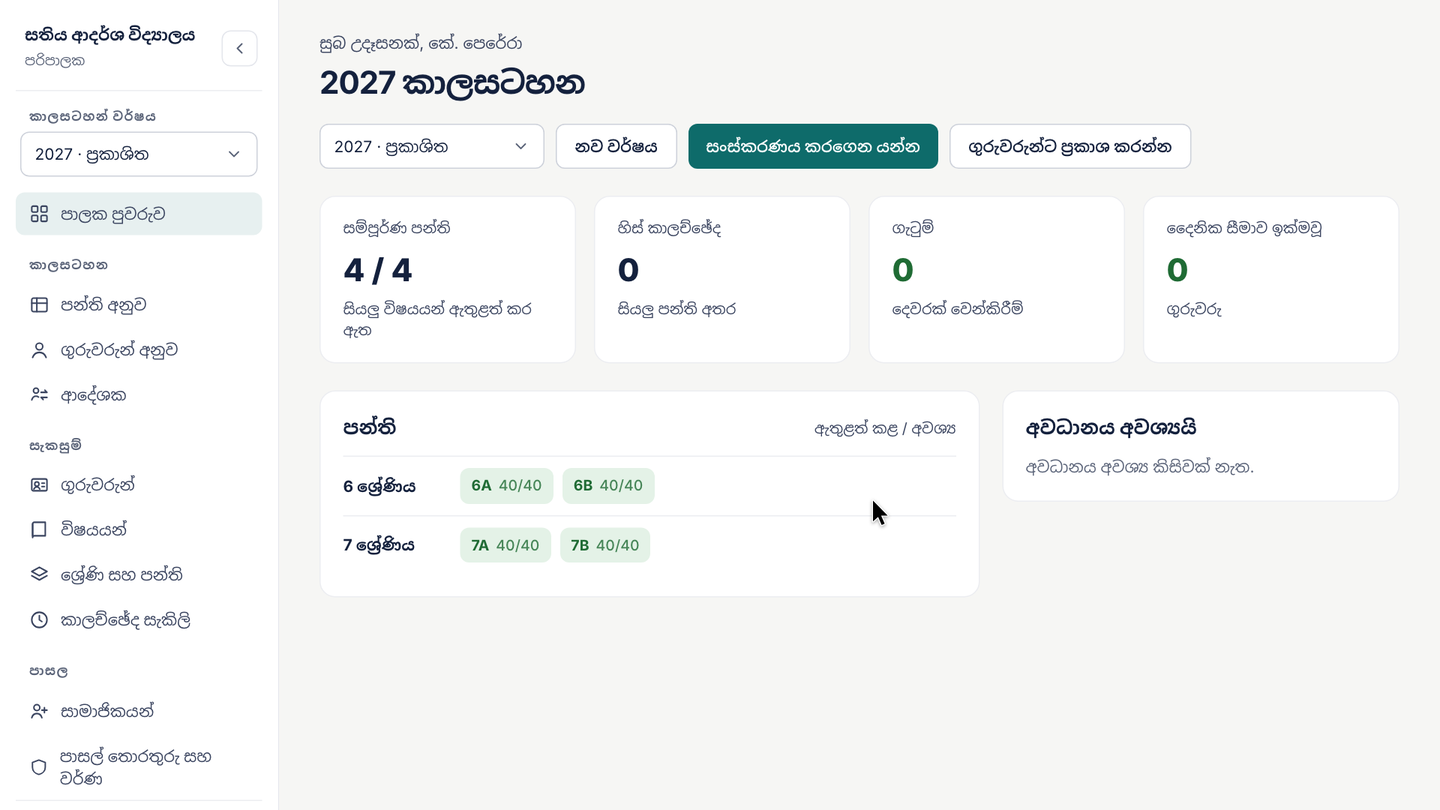 සතිය ආදර්ශ විද්‍යාලය
පරිපාලක
කාලසටහන් වර්ෂය
2027 · ප්‍රකාශිත
පාලක පුවරුව
කාලසටහන
පන්ති අනුව
ගුරුවරුන් අනුව
ආදේශක
සැකසුම්
ගුරුවරුන්
විෂයයන්
ශ්‍රේණි සහ පන්ති
කාලච්ඡේද සැකිලි
පාසල
සාමාජිකයන්
පාසල් තොරතුරු සහ
වර්ණ
සුබ උදෑසනක්, කේ. පෙරේරා
2027 කාලසටහන
2027 · ප්‍රකාශිත
නව වර්ෂය
සංස්කරණය කරගෙන යන්න
ගුරුවරුන්ට ප්‍රකාශ කරන්න
සම්පූර්ණ පන්ති
4 / 4
සියලු විෂයයන් ඇතුළත් කර
ඇත
හිස් කාලච්ඡේද
0
සියලු පන්ති අතර
ගැටුම්
0
දෙවරක් වෙන්කිරීම්
දෛනික සීමාව ඉක්මවූ
0
ගුරුවරු
පන්ති
ඇතුළත් කළ / අවශ්‍ය
6 ශ්‍රේණිය
6A 40/40
6B 40/40
7 ශ්‍රේණිය
7A 40/40
7B 40/40
අවධානය අවශ්‍යයි
අවධානය අවශ්‍ය කිසිවක් නැත.